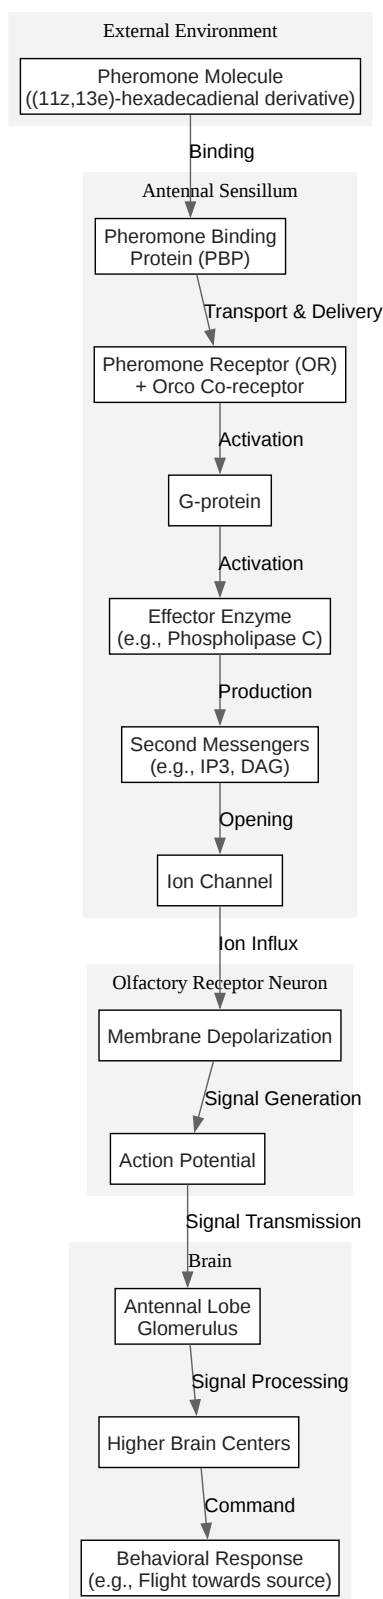 External Environment
Pheromone Molecule
((11z,13e)-hexadecadienal derivative)
Binding
Antennal Sensillum
Pheromone Binding
Protein (PBP)
Transport & Delivery
Pheromone Receptor (OR)
+ Orco Co-receptor
Activation
G-protein
Activation
Effector Enzyme
(e.g., Phospholipase C)
Production
Second Messengers
(e.g., IP3, DAG)
Opening
Ion Channel
Ion Influx
Olfactory Receptor Neuron
Membrane Depolarization
Signal Generation
Action Potential
Signal Transmission
Brain
Antennal Lobe
Glomerulus
Signal Processing
Higher Brain Centers
Command
Behavioral Response
(e.g., Flight towards source)